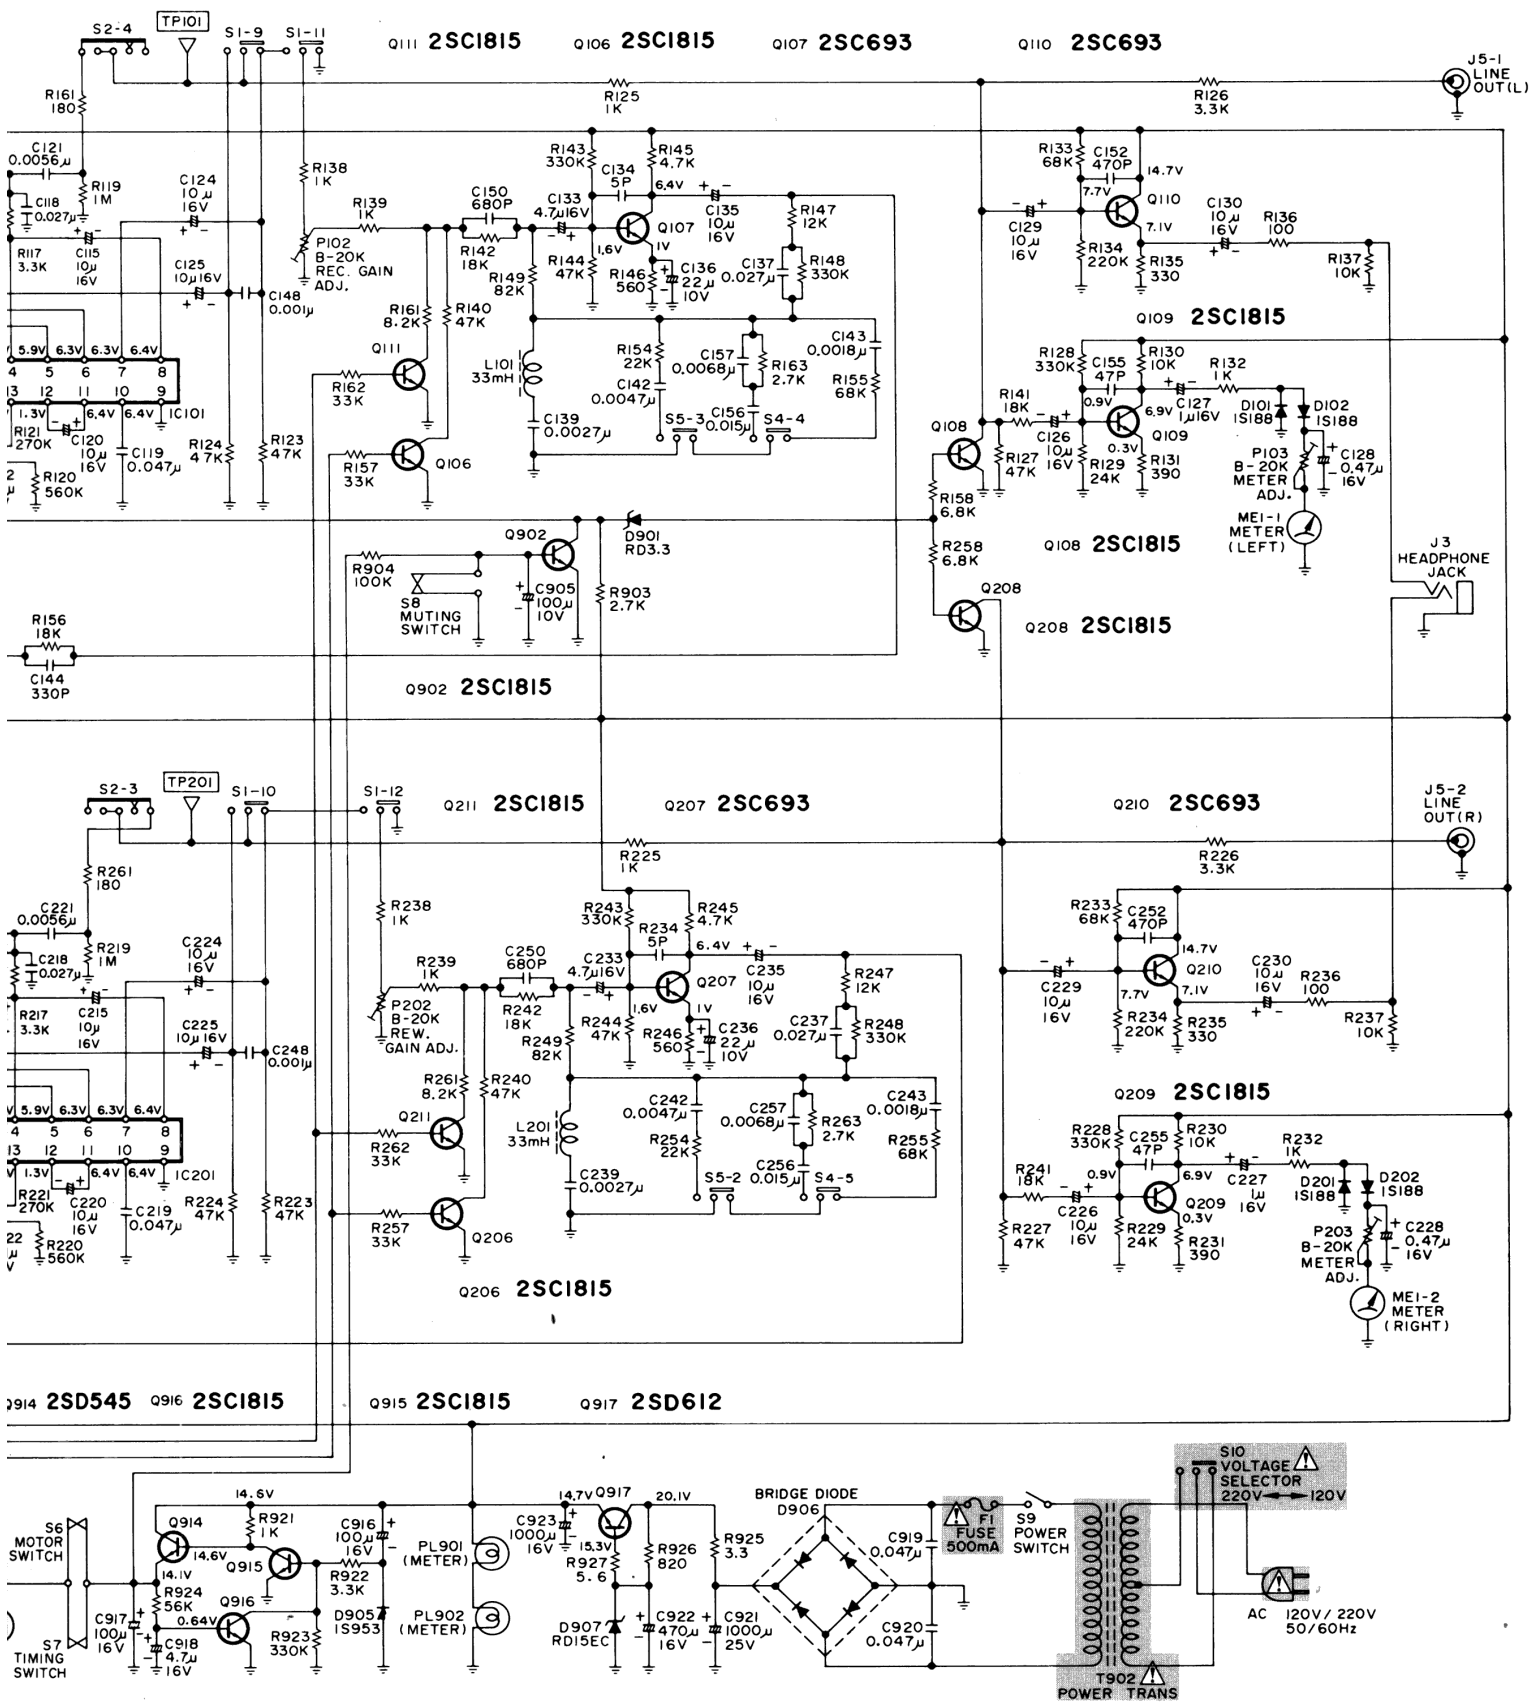 S2-4
TP101
S1-9
S1-11
Q111 2SC1815
Q106 2SC1815
Q107 2SC693
Q110 2SC693
J5-1
LINE
OUT(L)
R161
180
R125
1K
R126
3.3K
C121
0.0056μ
R119
1M
C118
0.027μ
R117
3.3K
C115
10μ
16V
C124
10μ
16V
C125
10μ16V
C148
0.001μ
R138
1K
R139
1K
P102
B-20K
REC. GAIN
ADJ.
C150
680P
R142
18K
C133
4.7μ16V
R143
330K
C134
5P
R145
4.7K
6.4V
Q107
1V
1.6V
R144
47K
R146
560
C136
22μ
10V
C135
10μ
16V
R147
12K
C137
0.027μ
R148
330K
R149
82K
R161
8.2K
R140
47K
R133
68K
C152
470P
14.7V
7.7V
Q110
7.1V
C129
10μ
16V
R134
220K
R135
330
C130
10μ
16V
R136
100
R137
10K
Q109 2SC1815
5.9V 6.3V 6.3V 6.4V
4 5 6 7 8
13 12 11 10 9
1.3V 6.4V 6.4V
IC101
R121
270K
C120
10μ
16V
C119
0.047μ
R120
560K
R124
47K
R123
47K
Q111
R162
33K
R157
33K
Q106
L101
33mH
C139
0.0027μ
R154
22K
C142
0.0047μ
C157
0.0068μ
R163
2.7K
C156
0.015μ
C143
0.0018μ
R155
68K
S5-3
S4-4
R128
330K
C155
47P
R130
10K
R132
1K
0.9V
6.9V
C127
1μ16V
D101
1S188
D102
1S188
R141
18K
C126
10μ
16V
Q108
R127
47K
R129
24K
Q109
0.3V
R131
390
P103
B-20K
METER
ADJ.
C128
0.47μ
16V
R158
6.8K
ME1-1
METER
(LEFT)
Q902
D901
RD3.3
R904
100K
S8
MUTING
SWITCH
C905
100μ
10V
R903
2.7K
R258
6.8K
Q108 2SC1815
J3
HEADPHONE
JACK
Q208
Q208 2SC1815
R156
18K
C144
330P
Q902 2SC1815
S2-3
TP201
S1-10
S1-12
Q211 2SC1815
Q207 2SC693
Q210 2SC693
J5-2
LINE
OUT(R)
R261
180
R225
1K
R226
3.3K
C221
0.0056μ
R219
1M
C218
0.027μ
R217
3.3K
C215
10μ
16V
C224
10μ
16V
C225
10μ16V
C248
0.001μ
R238
1K
R239
1K
P202
B-20K
REW.
GAIN ADJ.
C250
680P
R242
18K
C233
4.7μ16V
R243
330K
R234
5P
R245
4.7K
6.4V
Q207
1V
1.6V
R244
47K
R246
560
C236
22μ
10V
C235
10μ
16V
R247
12K
C237
0.027μ
R248
330K
R249
82K
R261
8.2K
R240
47K
R233
68K
C252
470P
14.7V
Q210
7.7V
7.1V
C229
10μ
16V
R234
220K
R235
330
C230
10μ
16V
R236
100
R237
10K
Q209 2SC1815
5.9V 6.3V 6.3V 6.4V
4 5 6 7 8
13 12 11 10 9
1.3V 6.4V 6.4V
IC201
R221
270K
C220
10μ
16V
C219
0.047μ
R220
560K
R224
47K
R223
47K
Q211
R262
33K
R257
33K
Q206
L201
33mH
C239
0.0027μ
C242
0.0047μ
R254
22K
C257
0.0068μ
R263
2.7K
C256
0.015μ
C243
0.0018μ
R255
68K
S5-2
S4-5
R228
330K
C255
47P
R230
10K
R232
1K
0.9V
6.9V
C227
1μ
16V
D201
1S188
D202
1S188
R241
18K
C226
10μ
16V
R227
47K
R229
24K
Q209
0.3V
R231
390
P203
B-20K
METER
ADJ.
C228
0.47μ
16V
ME1-2
METER
(RIGHT)
Q206 2SC1815
Q914 2SD545
Q916 2SC1815
Q915 2SC1815
Q917 2SD612
S6
MOTOR
SWITCH
S7
TIMING
SWITCH
14.6V
Q914
R921
1K
14.6V
Q915
14.1V
R924
56K
Q916
0.64V
C917
100μ
16V
C918
4.7μ
16V
R922
3.3K
R923
330K
C916
100μ
16V
D905
1S953
PL901
(METER)
PL902
(METER)
C923
1000μ
16V
14.7V
Q917
20.1V
15.3V
R927
5.6
R926
820
R925
3.3
D907
RD15EC
C922
470μ
16V
C921
1000μ
25V
BRIDGE DIODE
D906
C919
0.047μ
C920
0.047μ
F1
FUSE
500mA
S9
POWER
SWITCH
S10
VOLTAGE
SELECTOR
220V 120V
T902
POWER TRANS
AC 120V/220V
50/60Hz